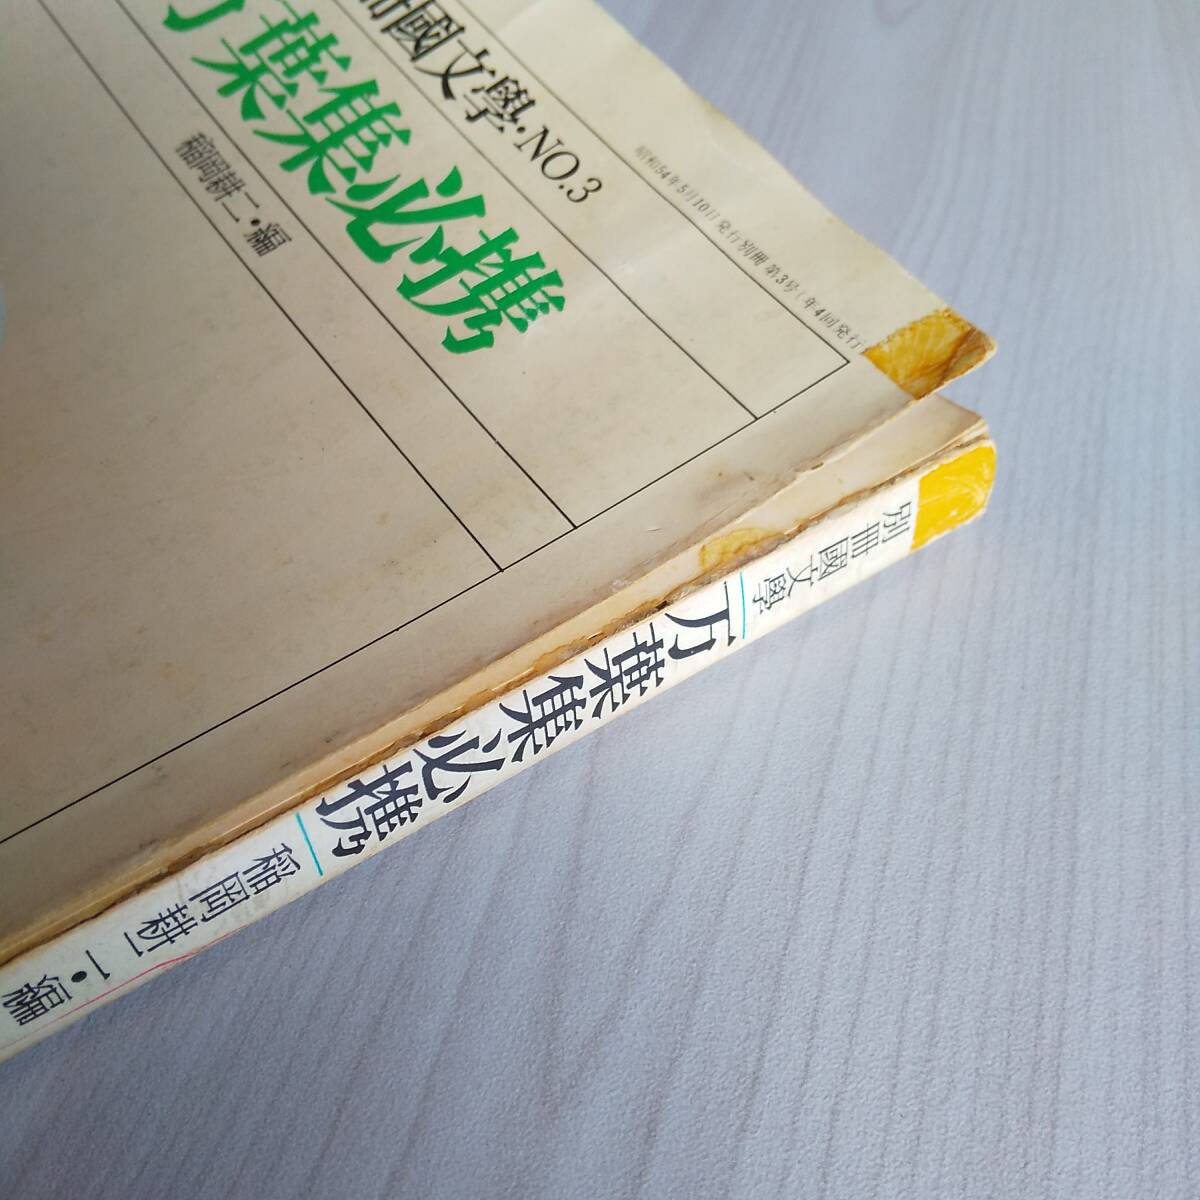 冊國文學・NO.3
万葉集必携
稲岡耕二・編
昭和54年5月10日発行別冊 第3号(年4回発行
別冊國文學
万葉集必携
稲岡耕二・編